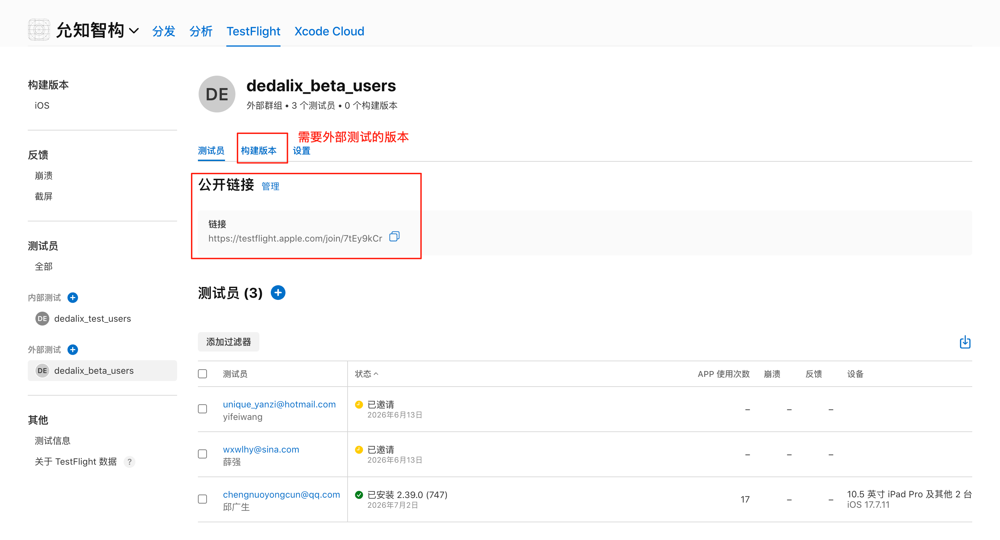 允知智构
分发
分析
TestFlight
Xcode Cloud
构建版本
iOS
反馈
崩溃
截屏
测试员
全部
内部测试
DE dedalix_test_users
外部测试
DE dedalix_beta_users
其他
测试信息
关于 TestFlight 数据 ?
DE
dedalix_beta_users
外部群组 • 3 个测试员 • 0 个构建版本
需要外部测试的版本
测试员
构建版本
设置
公开链接 管理
链接
https://testflight.apple.com/join/7tEy9kCr
测试员 (3)
添加过滤器
测试员 状态 APP 使用次数 崩溃 反馈 设备
unique_yanzi@hotmail.com 已邀请 – – –
yifeiwang 2026年6月13日
wxwlhy@sina.com 已邀请 – – –
薛强 2026年6月13日
chengnuoyongcun@qq.com 已安装 2.39.0 (747) 17 – – 10.5 英寸 iPad Pro 及其他 2 台
邱广生 2026年7月2日 iOS 17.7.11